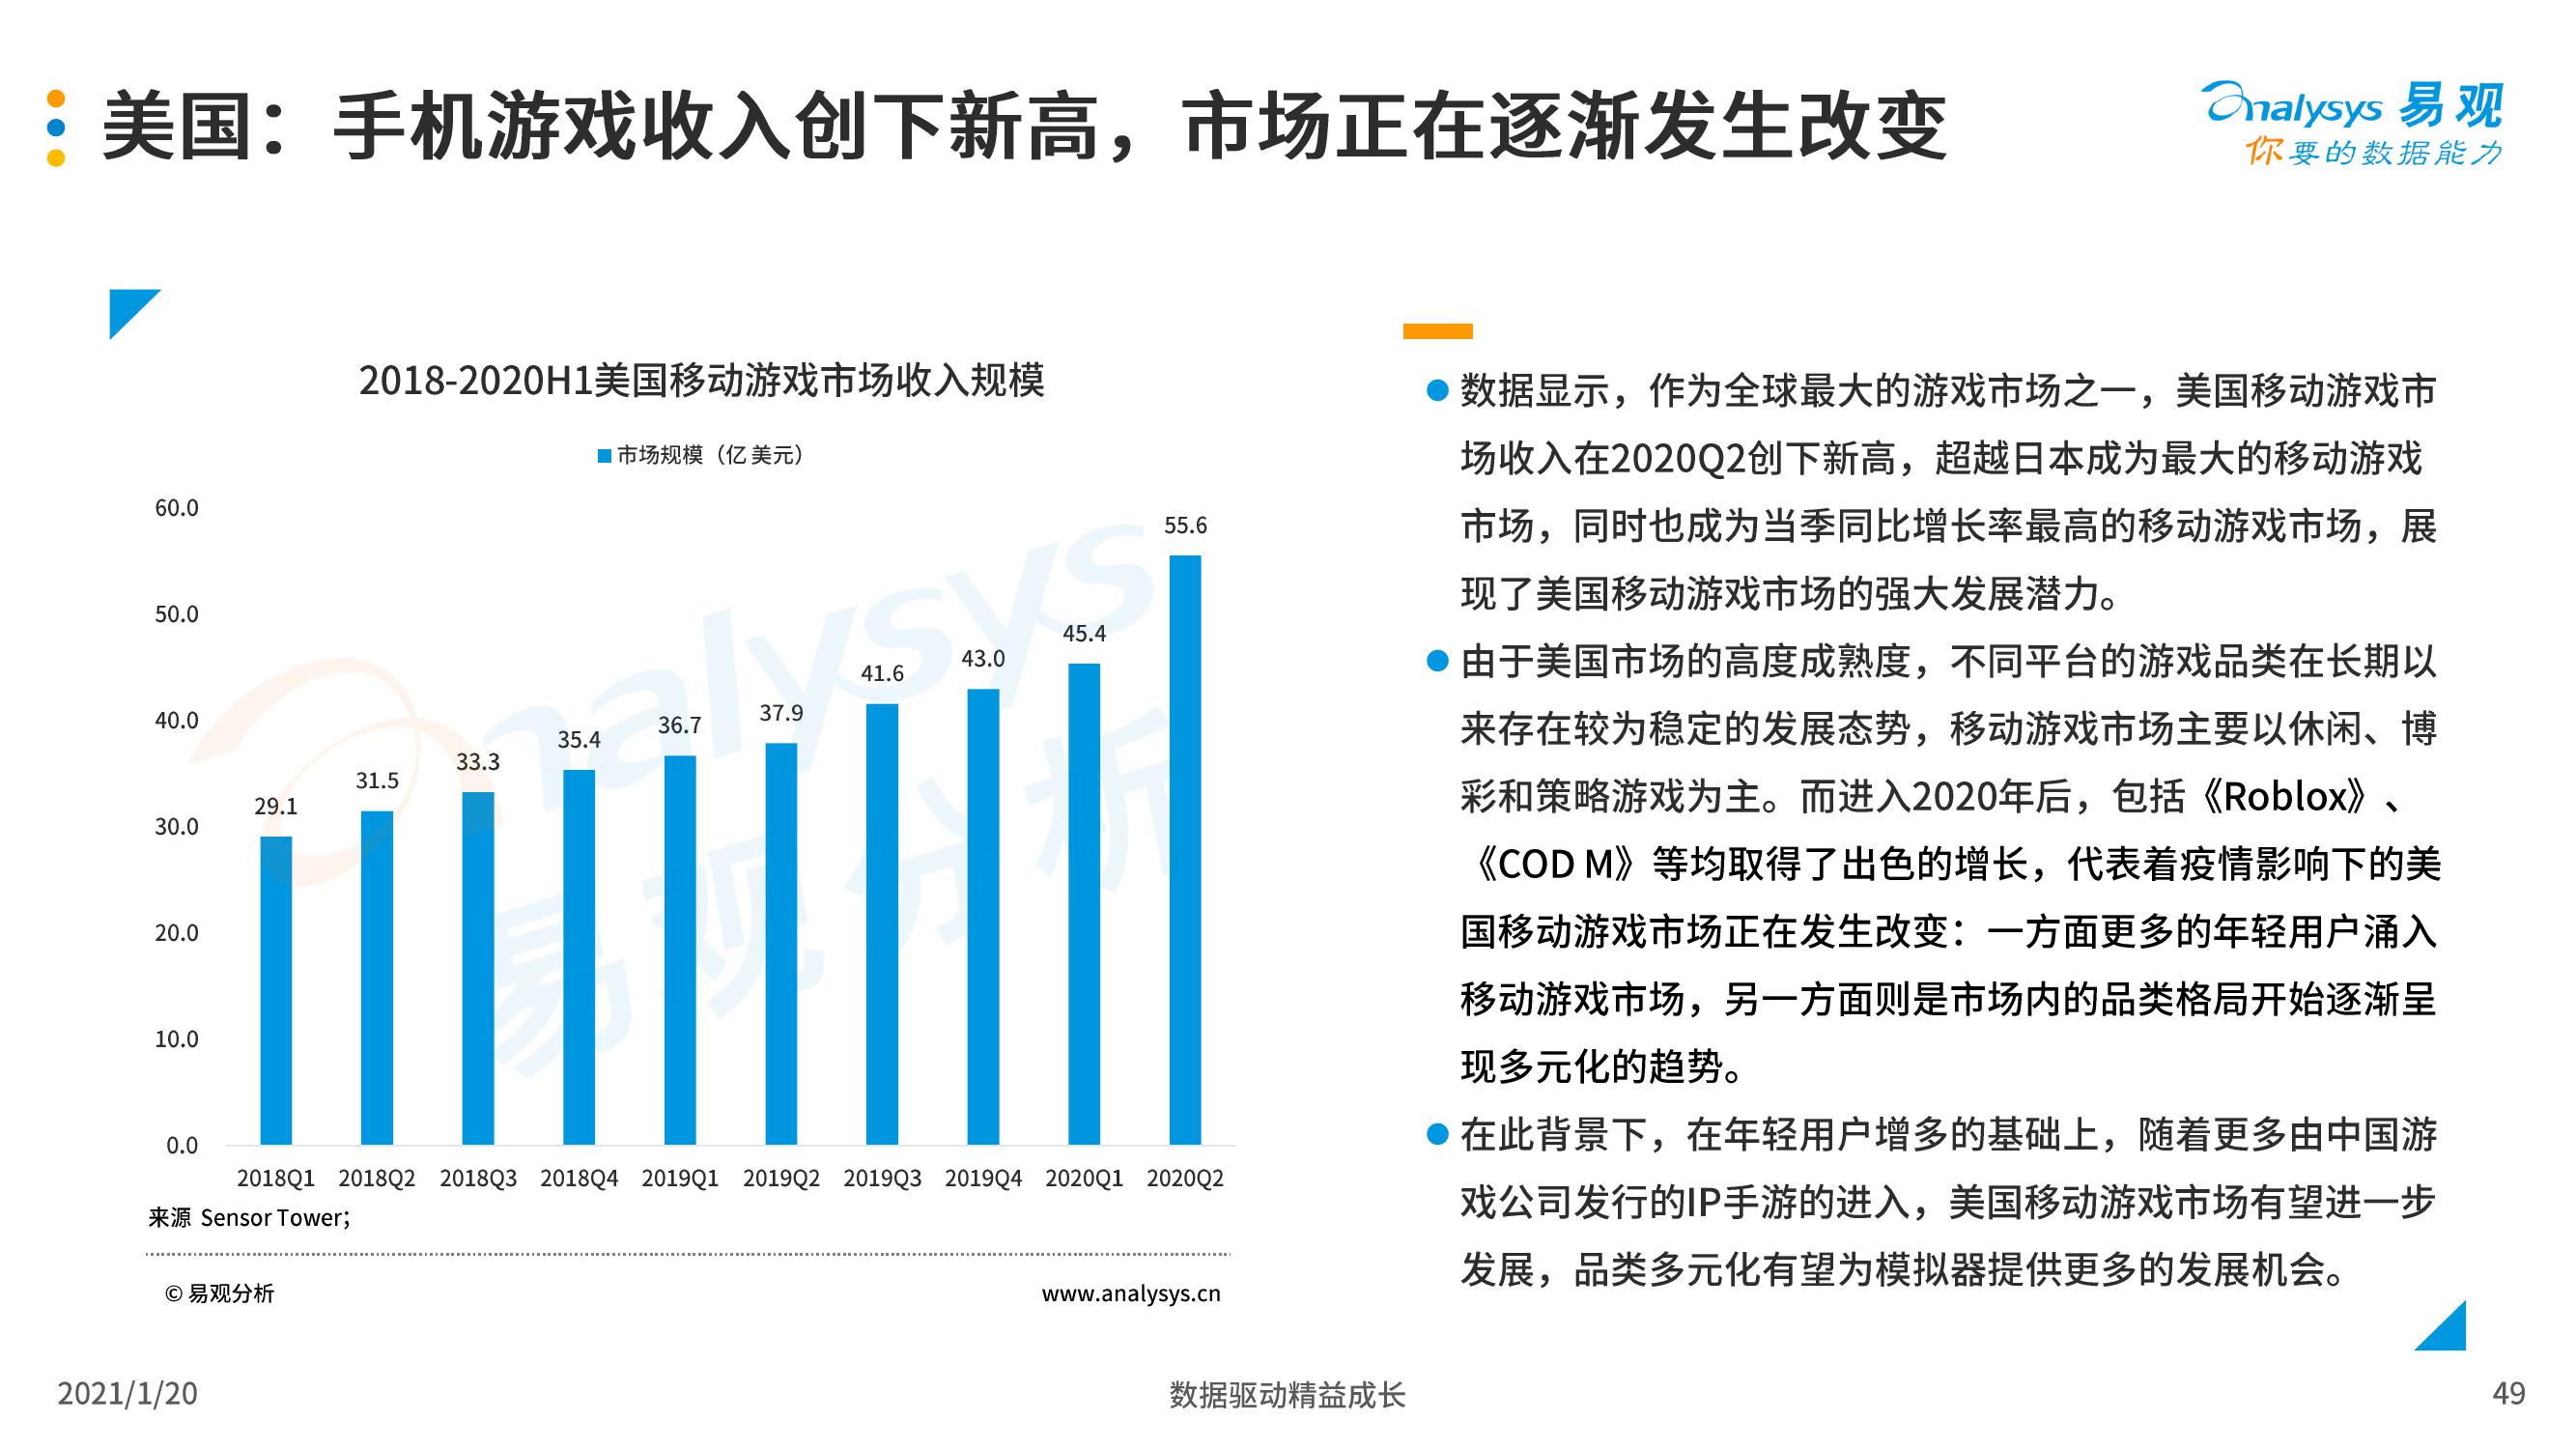 美国：手机游戏收入创下新高，市场正在逐渐发生改变
analysys 易观
你要的数据能力
2018-2020H1美国移动游戏市场收入规模
市场规模（亿 美元）
60.0
50.0
40.0
30.0
20.0
10.0
0.0
29.1
31.5
33.3
35.4
36.7
37.9
41.6
43.0
45.4
55.6
2018Q1 2018Q2 2018Q3 2018Q4 2019Q1 2019Q2 2019Q3 2019Q4 2020Q1 2020Q2
analysys
易观分析
来源 Sensor Tower；
© 易观分析
www.analysys.cn
数据显示，作为全球最大的游戏市场之一，美国移动游戏市
场收入在2020Q2创下新高，超越日本成为最大的移动游戏
市场，同时也成为当季同比增长率最高的移动游戏市场，展
现了美国移动游戏市场的强大发展潜力。
由于美国市场的高度成熟度，不同平台的游戏品类在长期以
来存在较为稳定的发展态势，移动游戏市场主要以休闲、博
彩和策略游戏为主。而进入2020年后，包括《Roblox》、
《COD M》等均取得了出色的增长，代表着疫情影响下的美
国移动游戏市场正在发生改变：一方面更多的年轻用户涌入
移动游戏市场，另一方面则是市场内的品类格局开始逐渐呈
现多元化的趋势。
在此背景下，在年轻用户增多的基础上，随着更多由中国游
戏公司发行的IP手游的进入，美国移动游戏市场有望进一步
发展，品类多元化有望为模拟器提供更多的发展机会。
2021/1/20
数据驱动精益成长
49